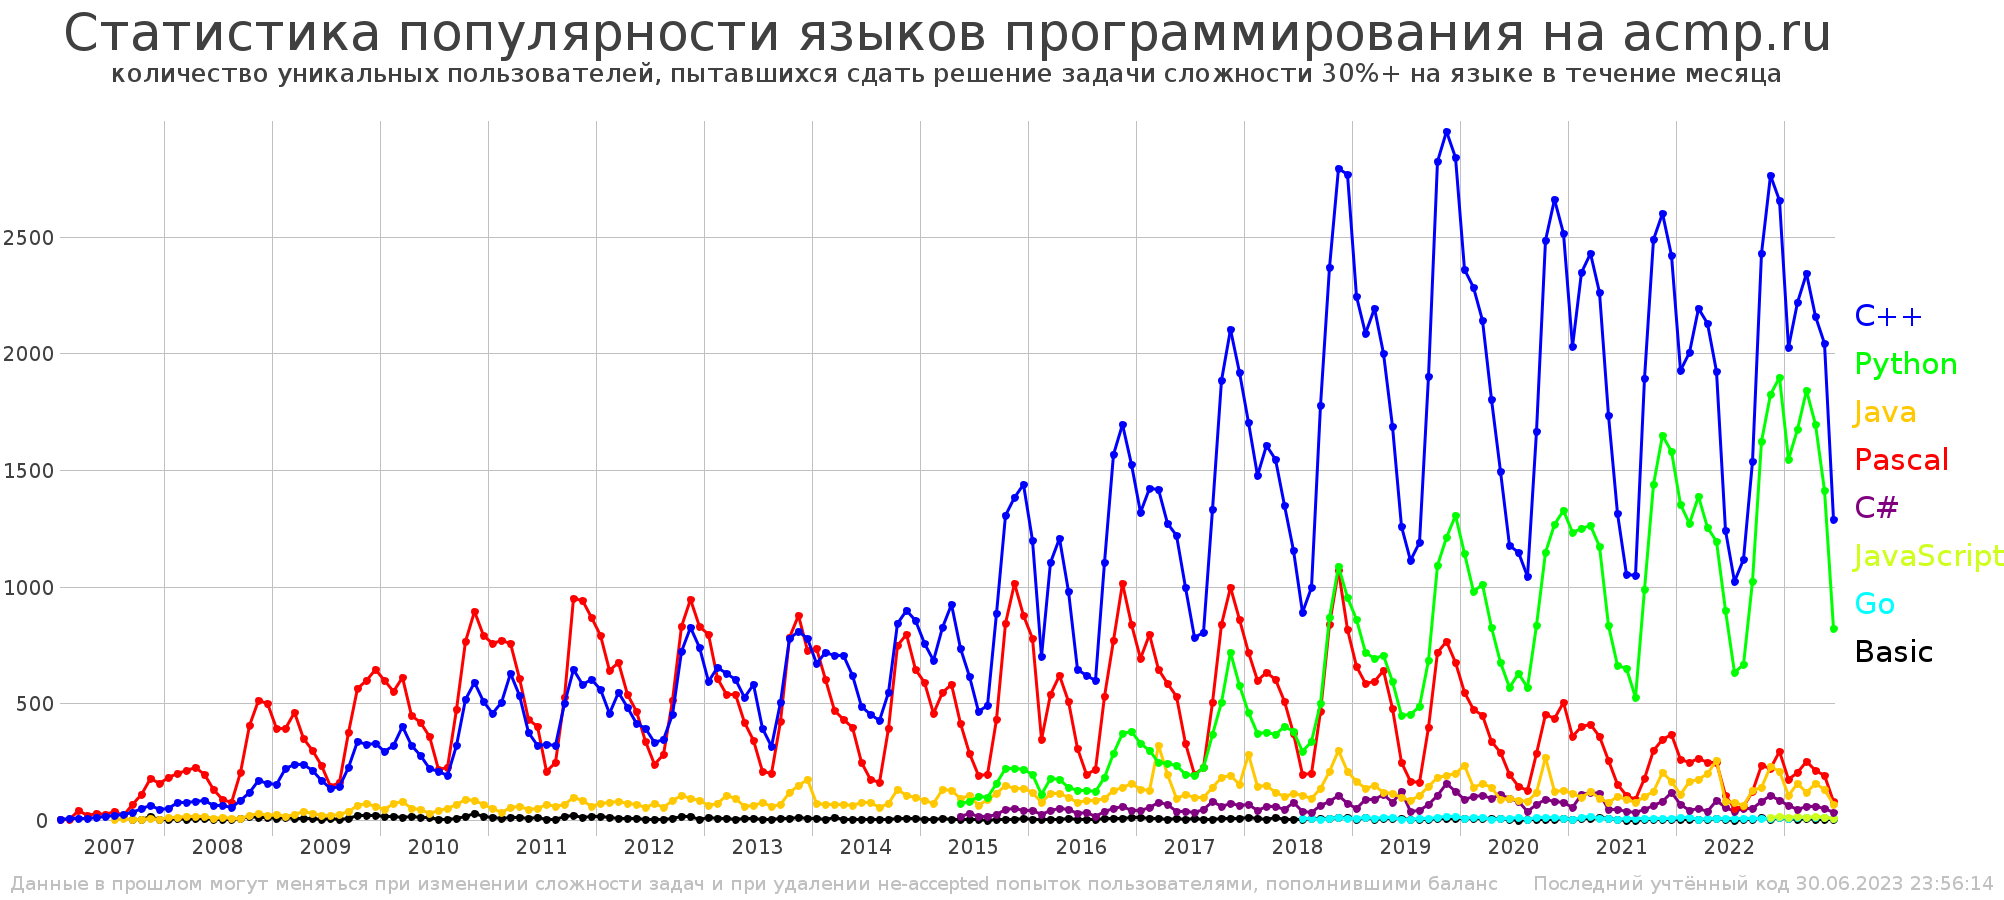 Статистика популярности языков программирования на acmp.ru
количество уникальных пользователей, пытавшихся сдать решение задачи сложности 30%+ на языке в течение месяца
2500
2000
1500
1000
500
0
C++
Python
Java
Pascal
C#
JavaScript
Go
Basic
2007 2008 2009 2010 2011 2012 2013 2014 2015 2016 2017 2018 2019 2020 2021 2022
Данные в прошлом могут меняться при изменении сложности задач и при удалении не-accepted попыток пользователями, пополнившими баланс Последний учтённый код 30.06.2023 23:56:14